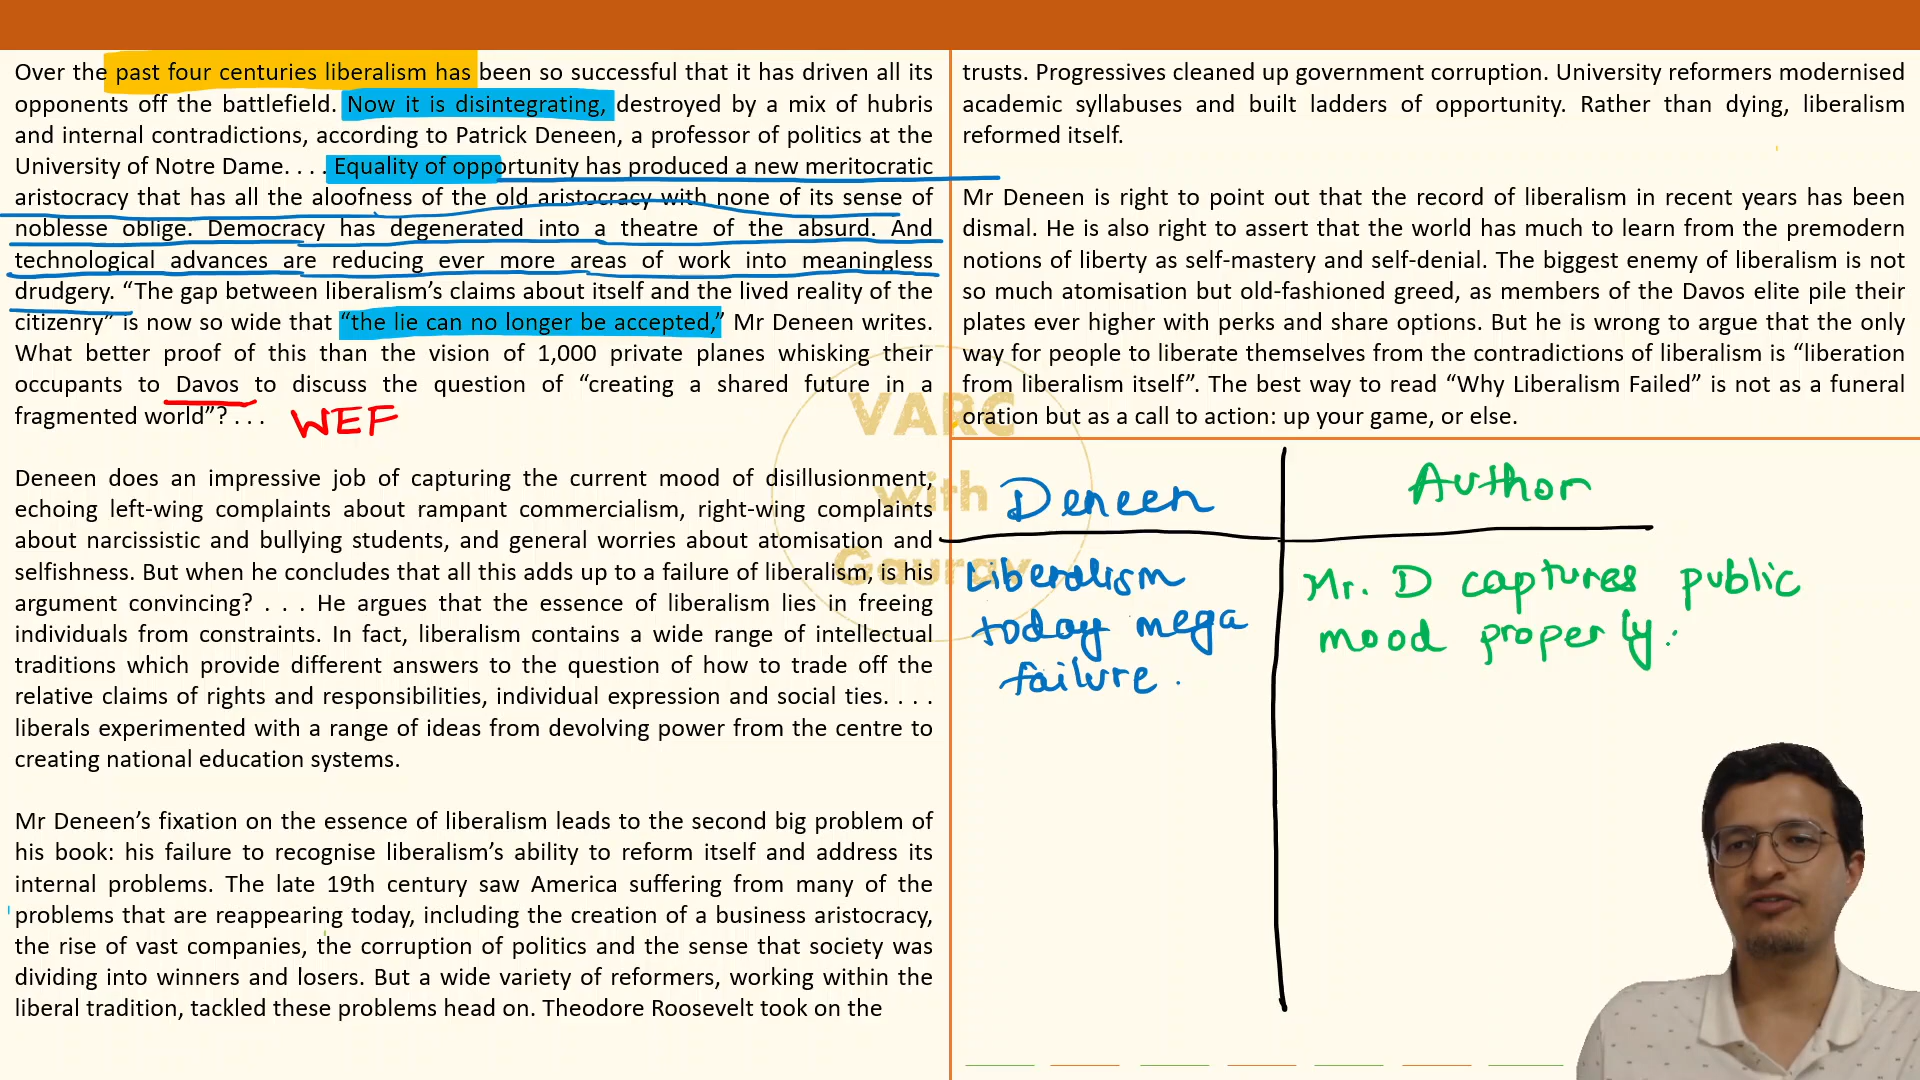 Over the past four centuries liberalism has been so successful that it has driven all its
opponents off the battlefield. Now it is disintegrating, destroyed by a mix of hubris
and internal contradictions, according to Patrick Deneen, a professor of politics at the
University of Notre Dame. . . . Equality of opportunity has produced a new meritocratic
aristocracy that has all the aloofness of the old aristocracy with none of its sense of
noblesse oblige. Democracy has degenerated into a theatre of the absurd. And
technological advances are reducing ever more areas of work into meaningless
drudgery. “The gap between liberalism’s claims about itself and the lived reality of the
citizenry” is now so wide that “the lie can no longer be accepted,” Mr Deneen writes.
What better proof of this than the vision of 1,000 private planes whisking their
occupants to Davos to discuss the question of “creating a shared future in a
fragmented world”? . . .
WEF
Deneen does an impressive job of capturing the current mood of disillusionment,
echoing left-wing complaints about rampant commercialism, right-wing complaints
about narcissistic and bullying students, and general worries about atomisation and
selfishness. But when he concludes that all this adds up to a failure of liberalism, is his
argument convincing? . . . He argues that the essence of liberalism lies in freeing
individuals from constraints. In fact, liberalism contains a wide range of intellectual
traditions which provide different answers to the question of how to trade off the
relative claims of rights and responsibilities, individual expression and social ties. . . .
liberals experimented with a range of ideas from devolving power from the centre to
creating national education systems.
Mr Deneen’s fixation on the essence of liberalism leads to the second big problem of
his book: his failure to recognise liberalism’s ability to reform itself and address its
internal problems. The late 19th century saw America suffering from many of the
problems that are reappearing today, including the creation of a business aristocracy,
the rise of vast companies, the corruption of politics and the sense that society was
dividing into winners and losers. But a wide variety of reformers, working within the
liberal tradition, tackled these problems head on. Theodore Roosevelt took on the
trusts. Progressives cleaned up government corruption. University reformers modernised
academic syllabuses and built ladders of opportunity. Rather than dying, liberalism
reformed itself.
Mr Deneen is right to point out that the record of liberalism in recent years has been
dismal. He is also right to assert that the world has much to learn from the premodern
notions of liberty as self-mastery and self-denial. The biggest enemy of liberalism is not
so much atomisation but old-fashioned greed, as members of the Davos elite pile their
plates ever higher with perks and share options. But he is wrong to argue that the only
way for people to liberate themselves from the contradictions of liberalism is “liberation
from liberalism itself”. The best way to read “Why Liberalism Failed” is not as a funeral
oration but as a call to action: up your game, or else.
VARC
with
Gaurav
Deneen
Liberalism
today mega
failure.
Author
Mr. D captures public
mood properly.